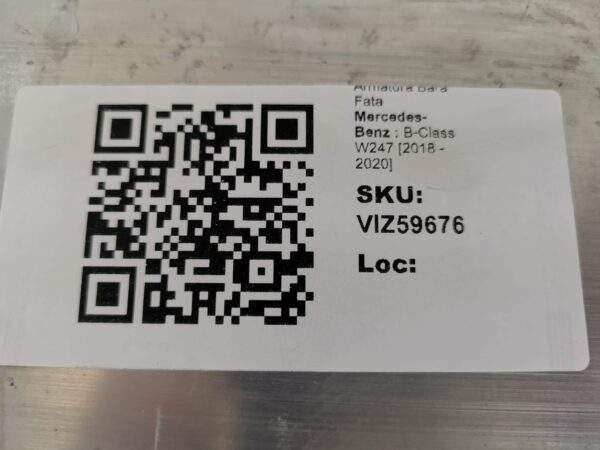 Armatura Bara
Fata
Mercedes-
Benz : B-Class
W247 [2018 -
2020]
SKU:
VIZ59676
Loc: